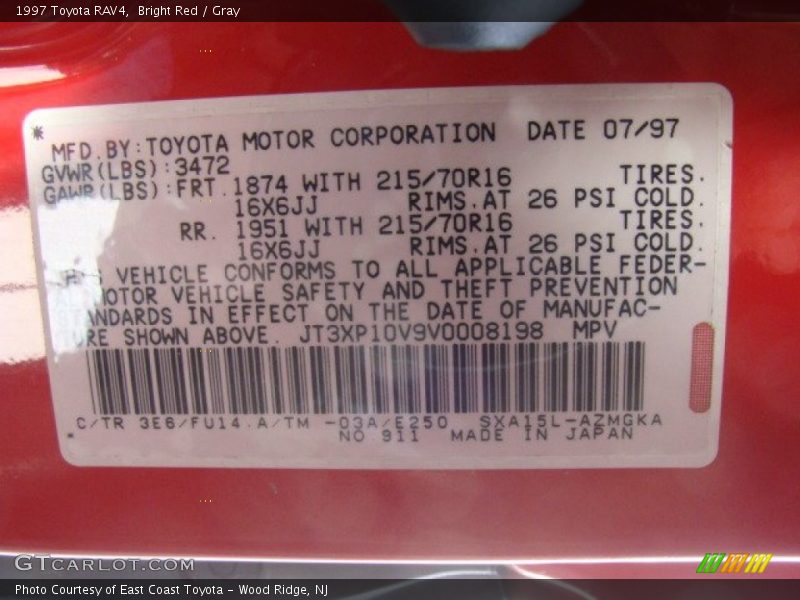 1997 Toyota RAV4,  Bright Red / Gray
* MFD.BY:TOYOTA MOTOR CORPORATION DATE 07/97
GVWR(LBS):3472
GAWR(LBS):FRT.1874 WITH 215/70R16 TIRES.
16X6JJ RIMS.AT 26 PSI COLD.
RR. 1951 WITH 215/70R16 TIRES.
16X6JJ RIMS.AT 26 PSI COLD.
VEHICLE CONFORMS TO ALL APPLICABLE FEDER-
MOTOR VEHICLE SAFETY AND THEFT PREVENTION
STANDARDS IN EFFECT ON THE DATE OF MANUFAC-
URE SHOWN ABOVE. JT3XP10V9V0008198 MPV
C/TR 3E6/FU14.A/TM -03A/E250 SXA15L-AZMGKA
NO 911 MADE IN JAPAN
GTCARLOT.COM
Photo Courtesy of East Coast Toyota - Wood Ridge, NJ